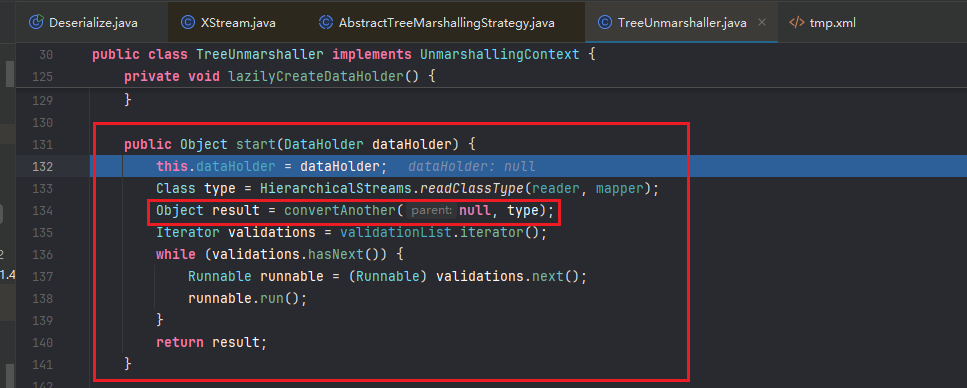 Deserialize.java XStream.java AbstractTreeMarshallingStrategy.java TreeUnmarshaller.java × </> tmp.xml
30 public class TreeUnmarshaller implements UnmarshallingContext {
125 private void lazilyCreateDataHolder() {
129 }
130
131 public Object start(DataHolder dataHolder) {
132 this.dataHolder = dataHolder; dataHolder: null
133 Class type = HierarchicalStreams.readClassType(reader, mapper);
134 Object result = convertAnother( parent: null, type);
135 Iterator validations = validationList.iterator();
2 136 while (validations.hasNext()) {
1.4 137 Runnable runnable = (Runnable) validations.next();
138 runnable.run();
139 }
140 return result;
141 }
142